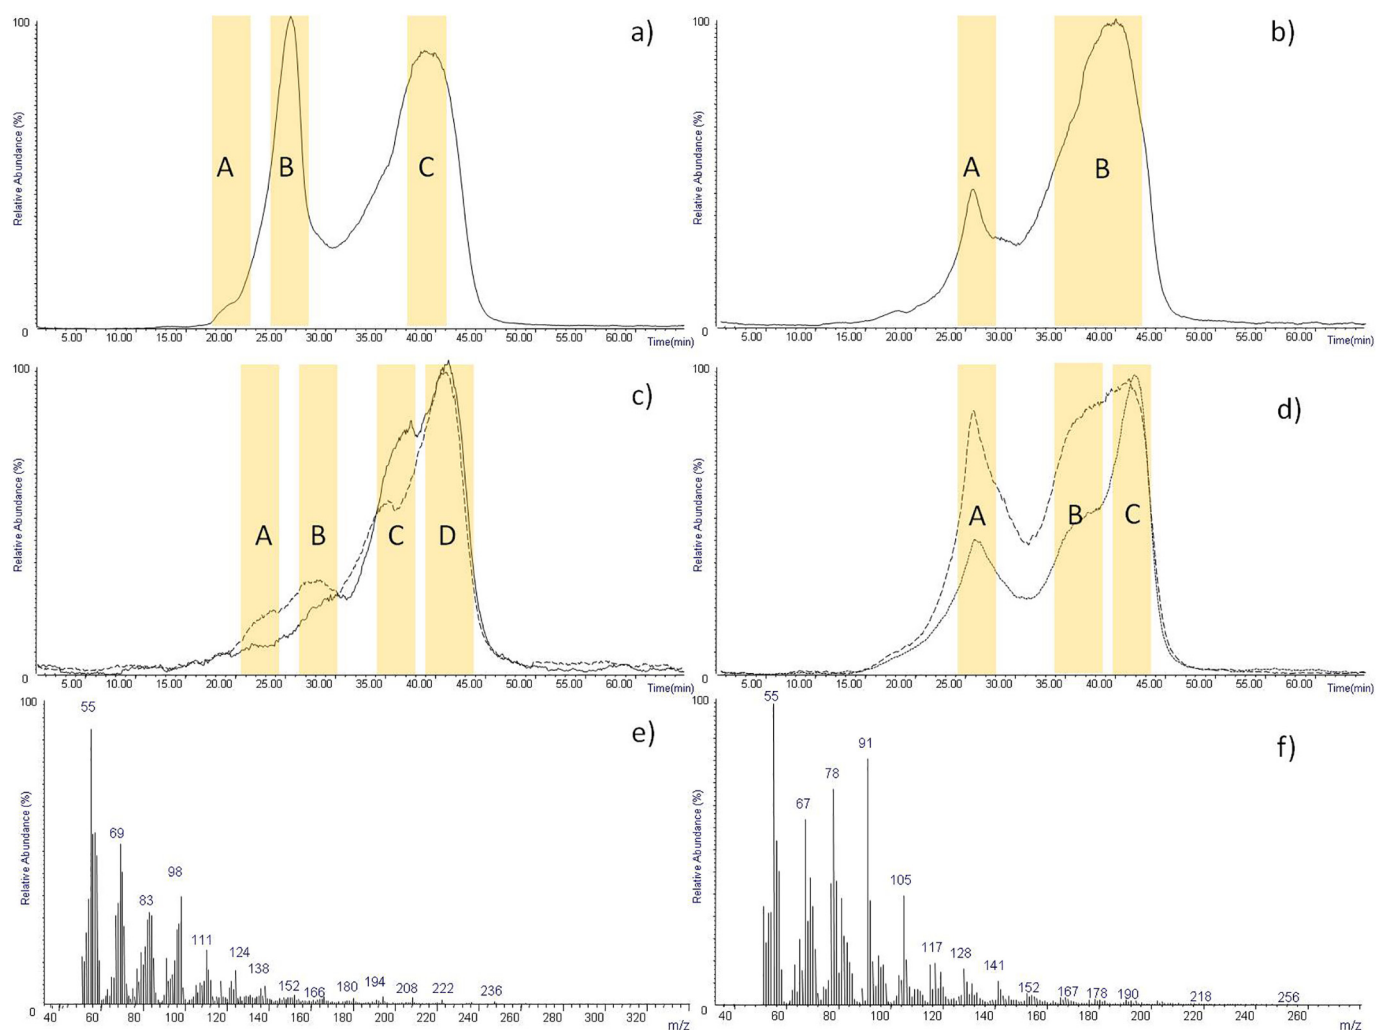 100
a)
Relative Abundance (%)
A
B
C
0
5.00 10.00 15.00 20.00 25.00 30.00 35.00 40.00 45.00 50.00 55.00 60.00
Time(min)
100
b)
Relative Abundance (%)
A
B
0
5.00 10.00 15.00 20.00 25.00 30.00 35.00 40.00 45.00 50.00 55.00 60.00
Time(min)
100
c)
Relative Abundance (%)
A
B
C
D
0
5.00 10.00 15.00 20.00 25.00 30.00 35.00 40.00 45.00 50.00 55.00 60.00
Time(min)
100
d)
Relative Abundance (%)
A
B
C
0
5.00 10.00 15.00 20.00 25.00 30.00 35.00 40.00 45.00 50.00 55.00 60.00
Time(min)
100
e)
Relative Abundance (%)
55
69
83
98
111
124
138
152
166
180
194
208
222
236
0
40 60 80 100 120 140 160 180 200 220 240 260 280 300 320
m/z
100
f)
Relative Abundance (%)
55
67
78
91
105
117
128
141
152
167
178
190
218
256
0
40 60 80 100 120 140 160 180 200 220 240 260 280
m/z